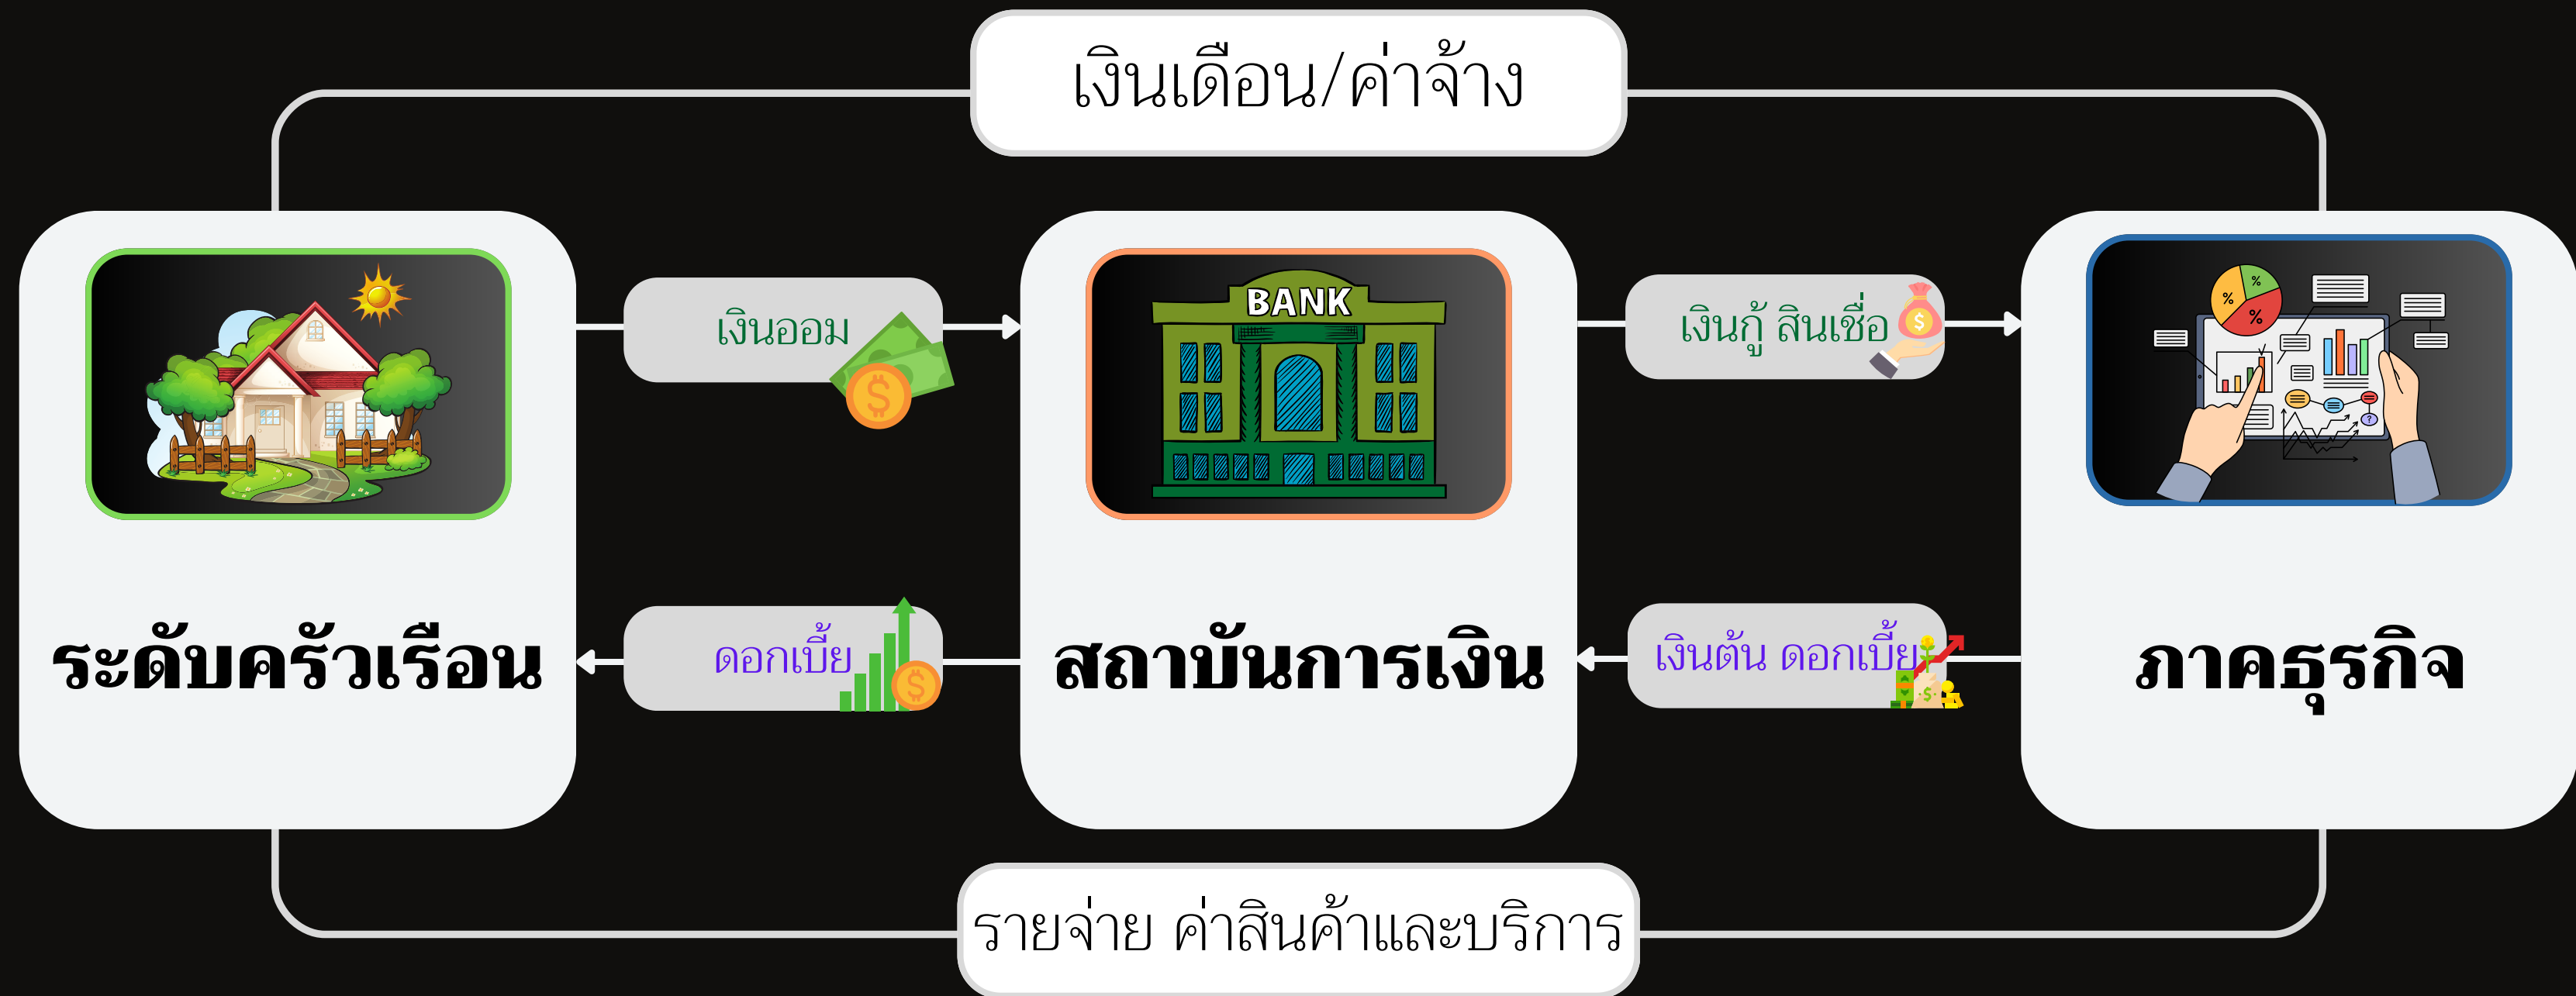 เงินเดือน/ค่าจ้าง
BANK
เงินออม
เงินกู้ สินเชื่อ
% % %
?
ดอกเบี้ย
เงินต้น ดอกเบี้ย
ระดับครัวเรือน
สถาบันการเงิน
ภาคธุรกิจ
รายจ่าย ค่าสินค้าและบริการ